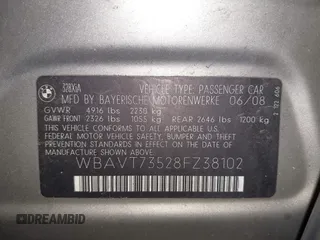 BMW
328XIA VEHICLE TYPE: PASSENGER CAR
MFD BY BAYERISCHE MOTORENWERKE 06/08
GVWR 4916 lbs 2230 kg
GAWR FRONT 2326 lbs 1055 kg REAR 2646 lbs 1200 kg
THIS VEHICLE CONFORMS TO ALL APPLICABLE
FEDERAL MOTOR VEHICLE SAFETY, BUMPER AND THEFT
PREVENTION STANDARDS IN EFFECT ON THE DATE OF
MANUFACTURE SHOWN ABOVE
WBAVT73528FZ38102
DREAMBID